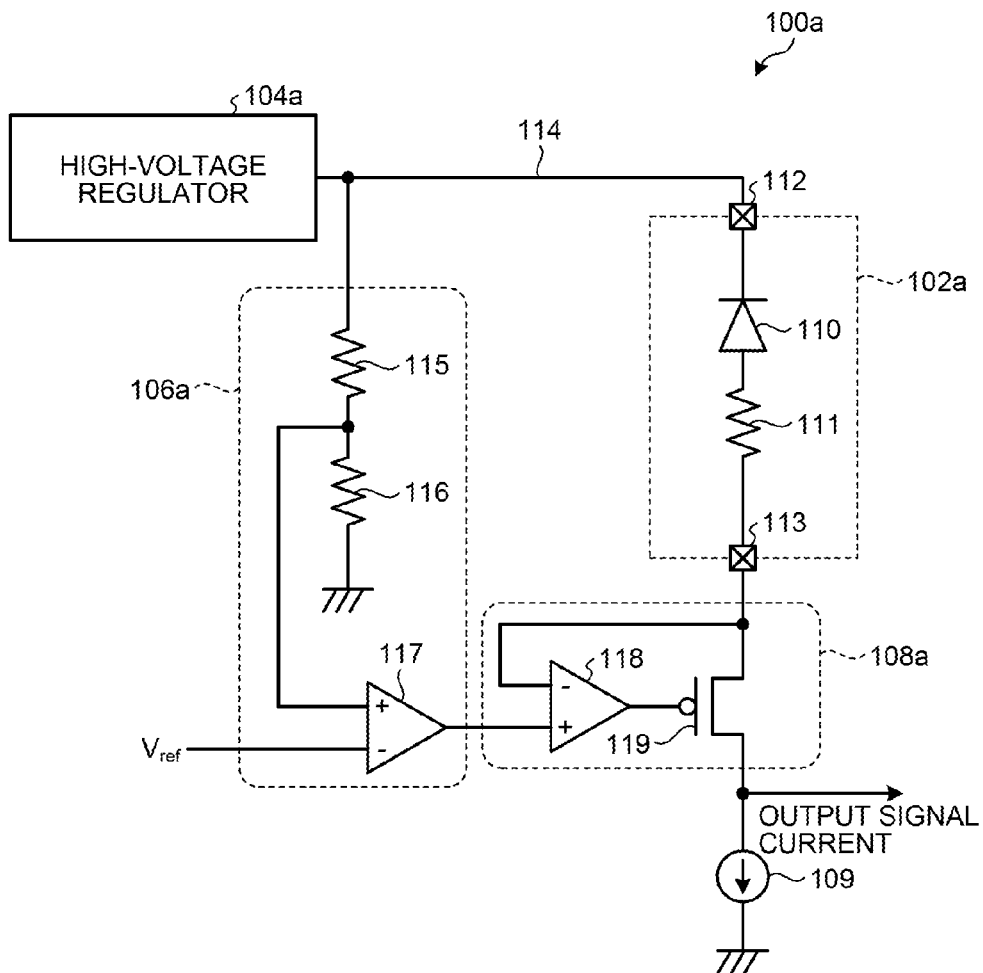 100a
104a
HIGH-VOLTAGE
REGULATOR
114
112
102a
110
115
106a
111
116
113
117
118
108a
+
-
-
+
119
Vref
OUTPUT SIGNAL
CURRENT
109